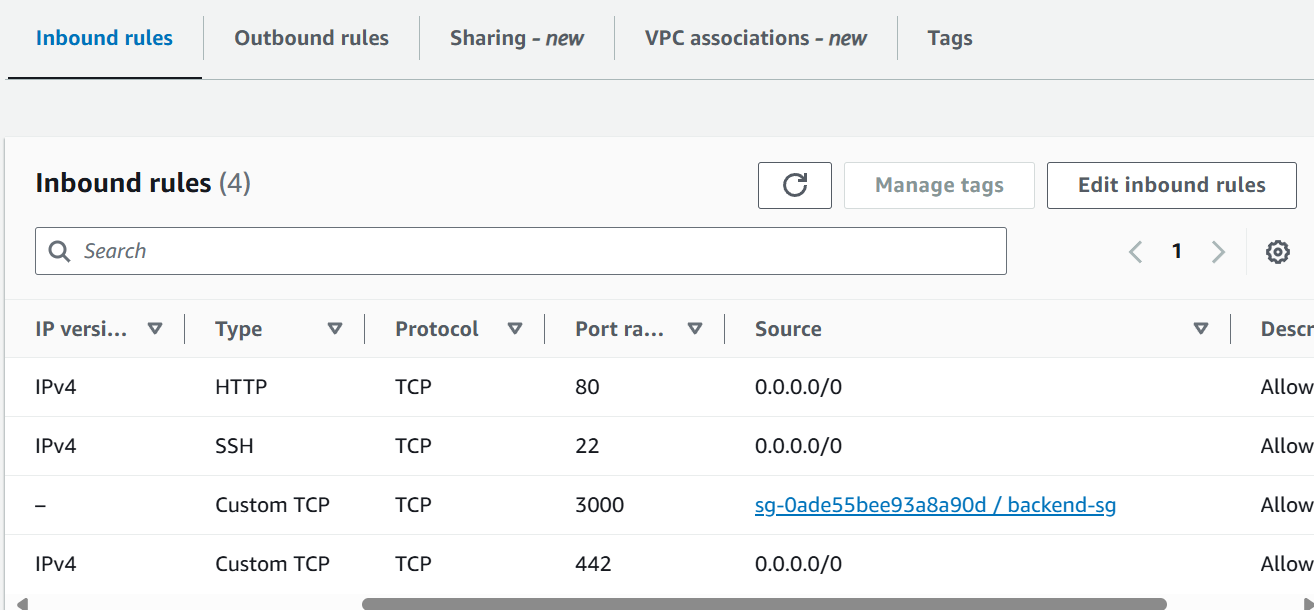 Inbound rules Outbound rules Sharing - new VPC associations - new Tags
Inbound rules (4) Manage tags Edit inbound rules
Search 1
IP versi... Type Protocol Port ra... Source Descr
IPv4 HTTP TCP 80 0.0.0.0/0 Allow
IPv4 SSH TCP 22 0.0.0.0/0 Allow
– Custom TCP TCP 3000 sg-0ade55bee93a8a90d / backend-sg Allow
IPv4 Custom TCP TCP 442 0.0.0.0/0 Allow